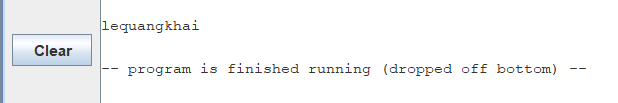 lequangkhai
Clear
-- program is finished running (dropped off bottom) --